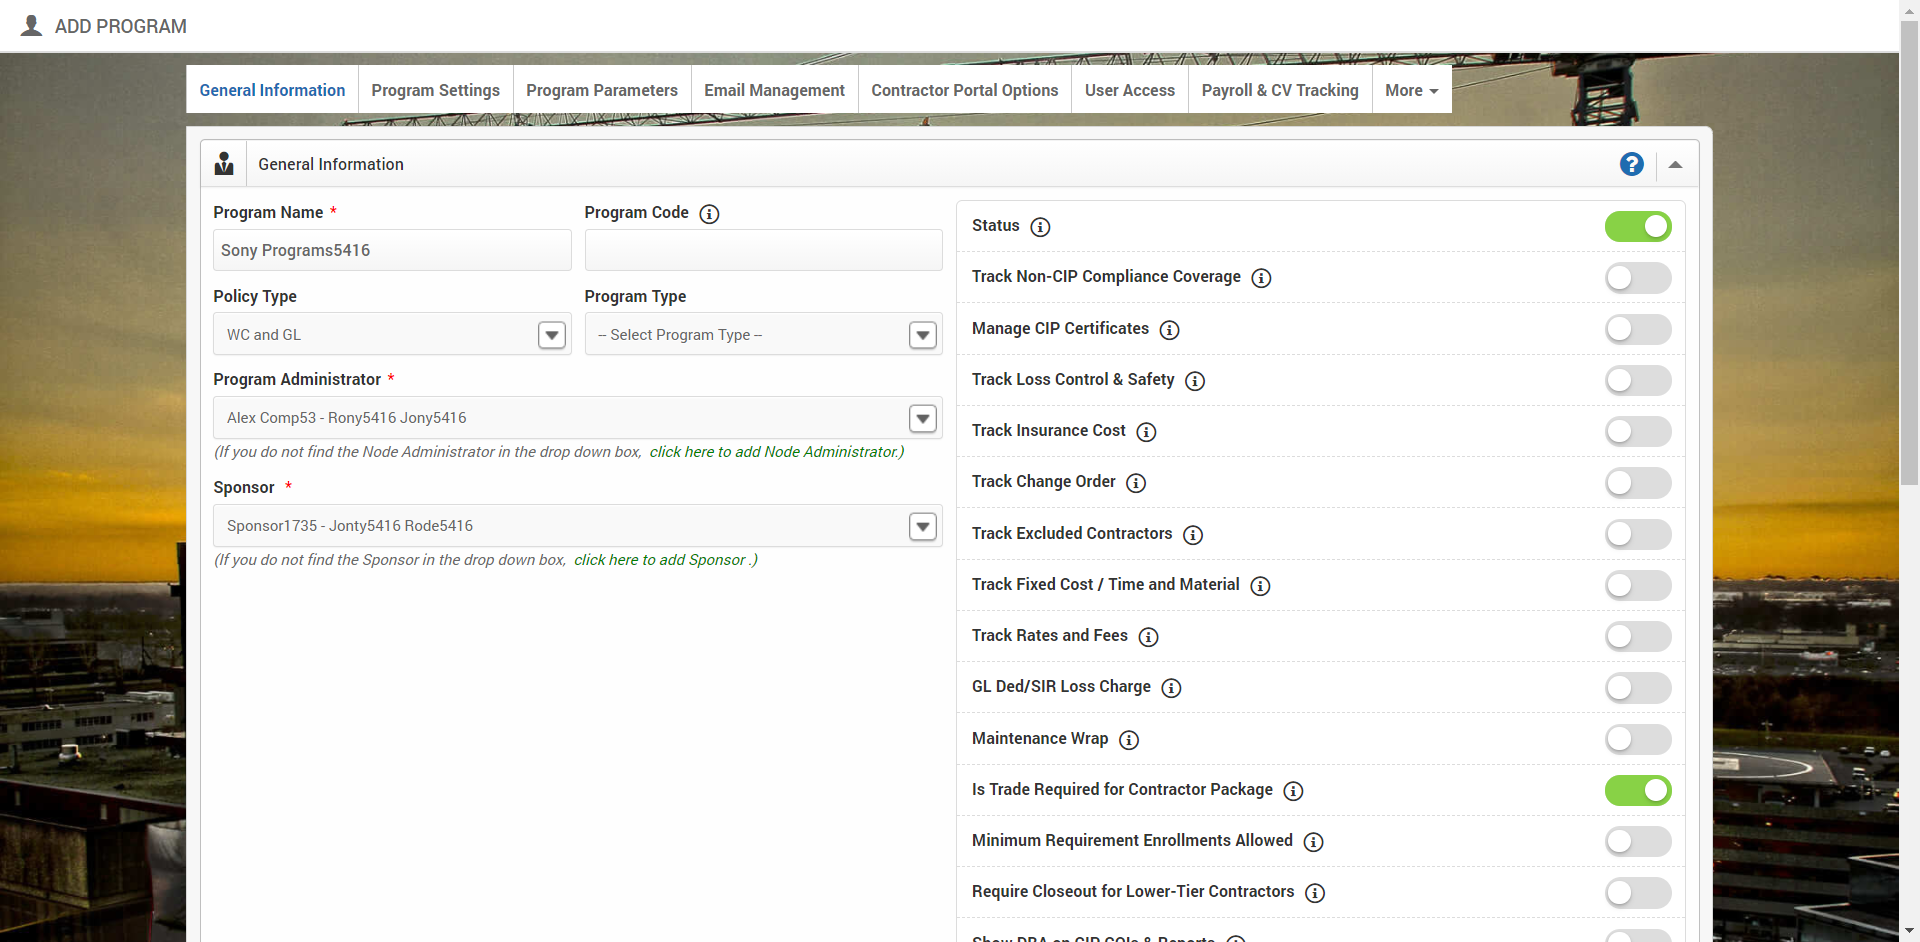 ADD PROGRAM
General Information
Program Settings
Program Parameters
Email Management
Contractor Portal Options
User Access
Payroll & CV Tracking
More
General Information
Program Name *
Program Code
Sony Programs5416
Policy Type
Program Type
WC and GL
-- Select Program Type --
Program Administrator *
Alex Comp53 - Rony5416 Jony5416
(If you do not find the Node Administrator in the drop down box, click here to add Node Administrator.)
Sponsor *
Sponsor1735 - Jonty5416 Rode5416
(If you do not find the Sponsor in the drop down box, click here to add Sponsor .)
Status
Track Non-CIP Compliance Coverage
Manage CIP Certificates
Track Loss Control & Safety
Track Insurance Cost
Track Change Order
Track Excluded Contractors
Track Fixed Cost / Time and Material
Track Rates and Fees
GL Ded/SIR Loss Charge
Maintenance Wrap
Is Trade Required for Contractor Package
Minimum Requirement Enrollments Allowed
Require Closeout for Lower-Tier Contractors
Show DBA on CIP COIs & Reports